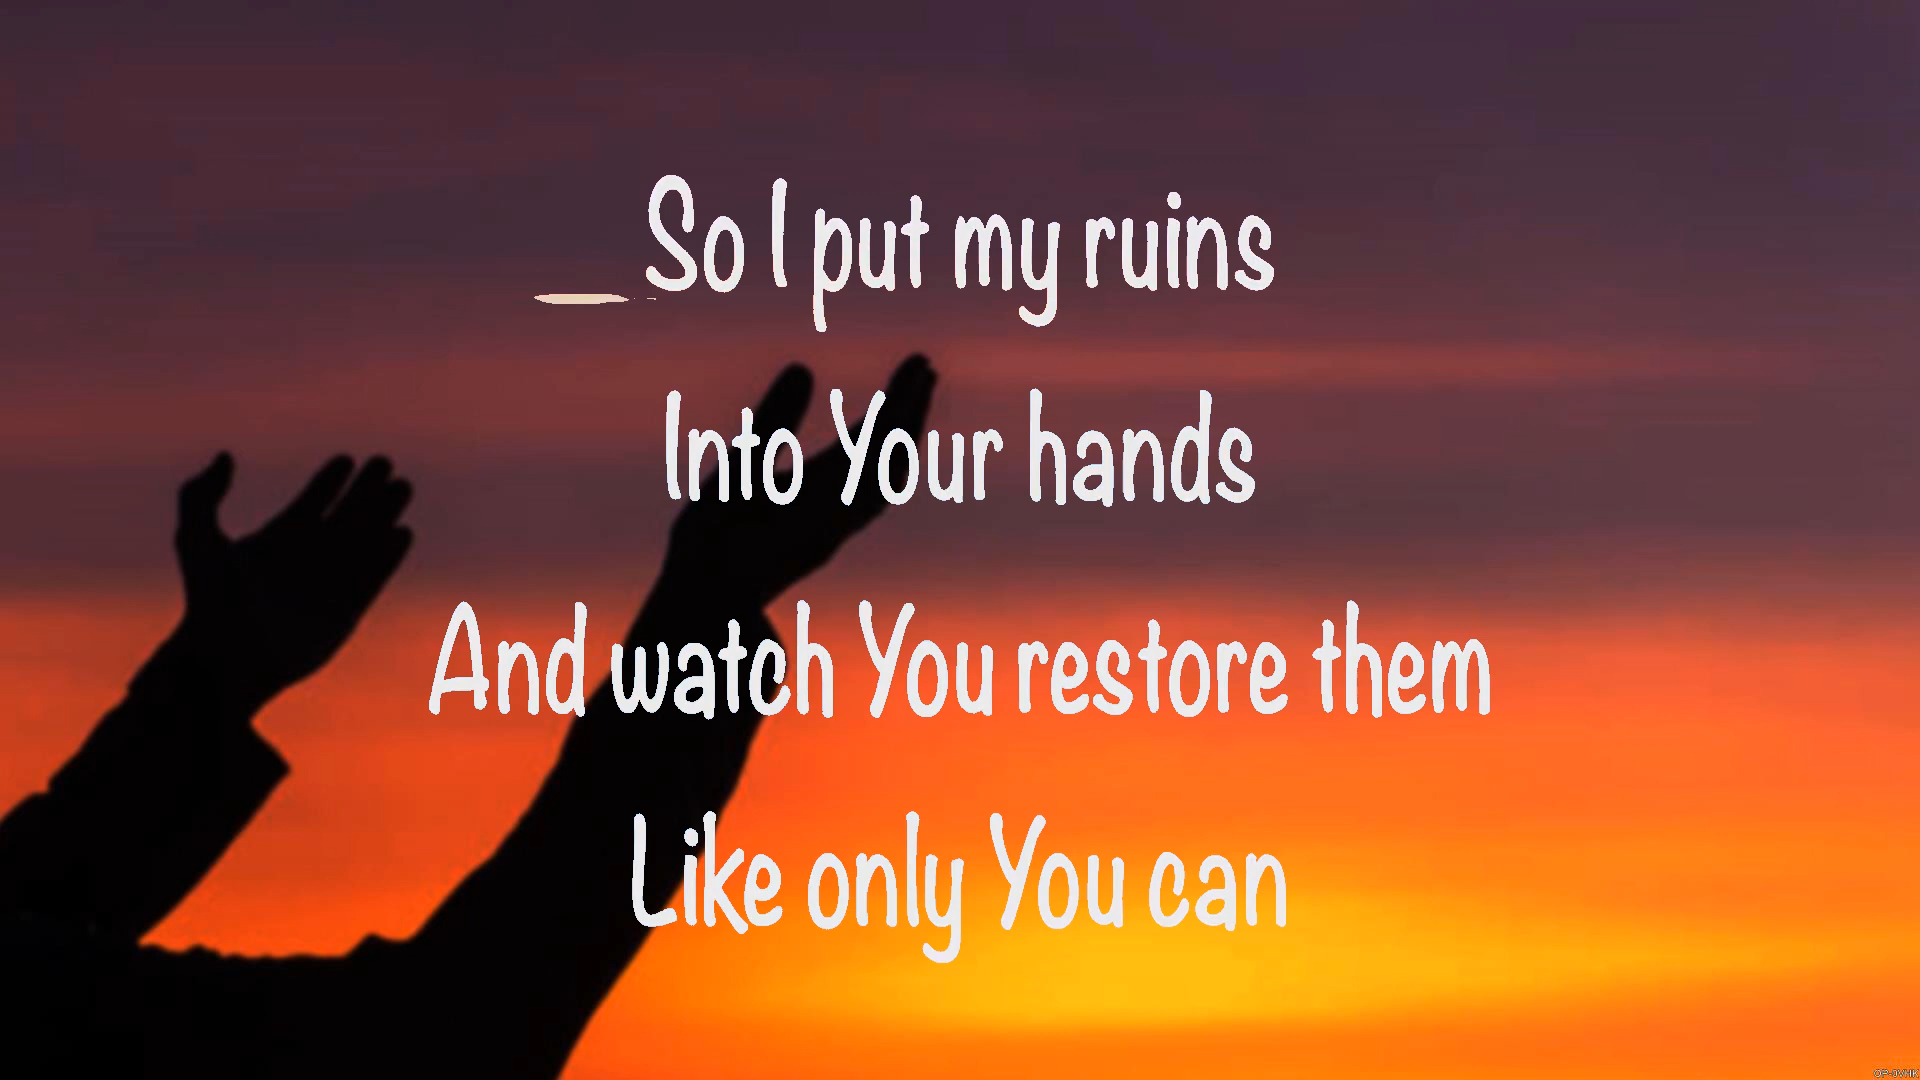 So I put my ruins
Into Your hands
And watch You restore them
Like only You can